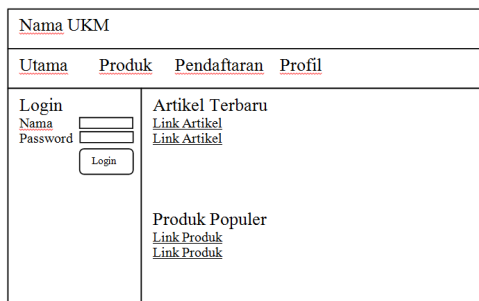 Nama UKM
Utama Produk Pendaftaran Profil
Login
Nama
Password
Login
Artikel Terbaru
Link Artikel
Link Artikel
Produk Populer
Link Produk
Link Produk